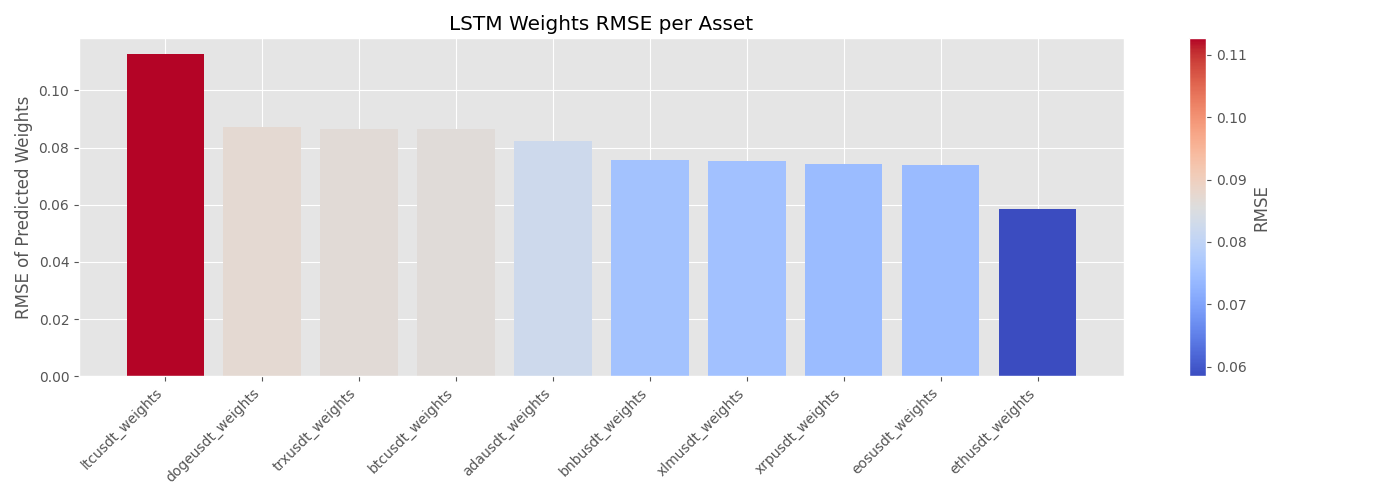 LSTM Weights RMSE per Asset
RMSE of Predicted Weights
0.10
0.08
0.06
0.04
0.02
0.00
ltcusdt_weights
dogeusdt_weights
trxusdt_weights
btcusdt_weights
adausdt_weights
bnbusdt_weights
xlmusdt_weights
xrpusdt_weights
eosusdt_weights
ethusdt_weights
0.11
0.10
0.09
0.08
0.07
0.06
RMSE